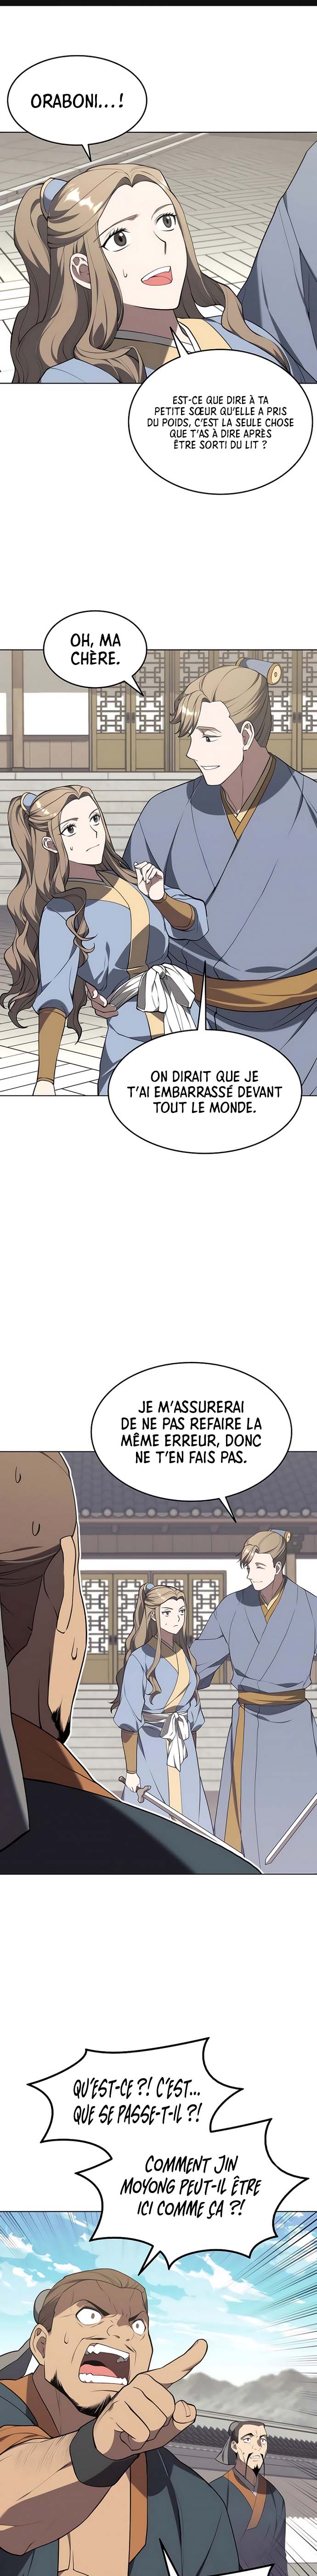 ORABONI...!
EST-CE QUE DIRE À TA
PETITE SŒUR QU'ELLE A PRIS
DU POIDS, C'EST LA SEULE CHOSE
QUE T'AS À DIRE APRÈS
ÊTRE SORTI DU LIT ?
OH, MA
CHÈRE.
ON DIRAIT QUE JE
T'AI EMBARRASSÉ DEVANT
TOUT LE MONDE.
JE M'ASSURERAI
DE NE PAS REFAIRE LA
MÊME ERREUR, DONC
NE T'EN FAIS PAS.
QU'EST-CE ?! C'EST...
QUE SE PASSE-T-IL ?!
COMMENT JIN
MOYONG PEUT-IL ÊTRE
ICI COMME ÇA ?!